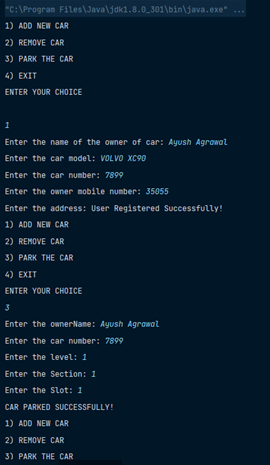 "C:\Program Files\Java\jdk1.8.0_301\bin\java.exe" ...
1) ADD NEW CAR
2) REMOVE CAR
3) PARK THE CAR
4) EXIT
ENTER YOUR CHOICE
1
Enter the name of the owner of car: Ayush Agrawal
Enter the car model: VOLVO XC90
Enter the car number: 7899
Enter the owner mobile number: 35055
Enter the address: User Registered Successfully!
1) ADD NEW CAR
2) REMOVE CAR
3) PARK THE CAR
4) EXIT
ENTER YOUR CHOICE
3
Enter the ownerName: Ayush Agrawal
Enter the car number: 7899
Enter the level: 1
Enter the Section: 1
Enter the Slot: 1
CAR PARKED SUCCESSFULLY!
1) ADD NEW CAR
2) REMOVE CAR
3) PARK THE CAR